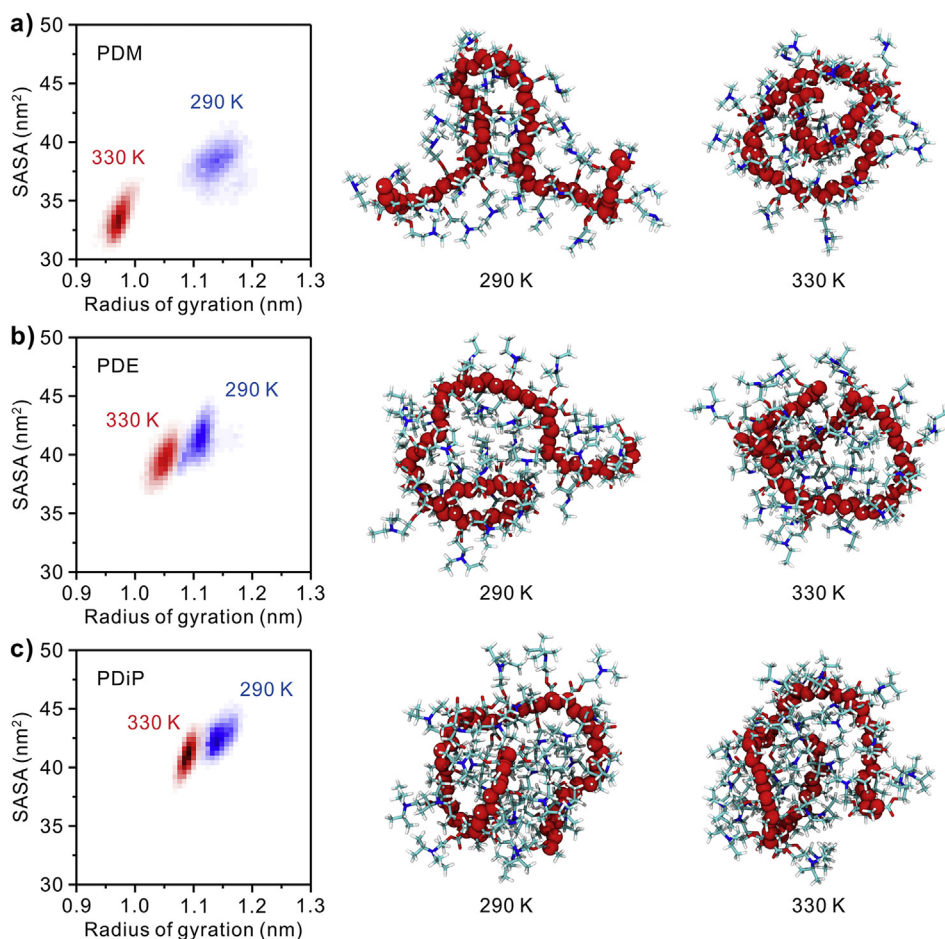 a)
50
45
40
35
30
SASA (nm²)
PDM
290 K
330 K
0.9 1.0 1.1 1.2 1.3
Radius of gyration (nm)
290 K
330 K
b)
50
45
40
35
30
SASA (nm²)
PDE
290 K
330 K
0.9 1.0 1.1 1.2 1.3
Radius of gyration (nm)
290 K
330 K
c)
50
45
40
35
30
SASA (nm²)
PDiP
290 K
330 K
0.9 1.0 1.1 1.2 1.3
Radius of gyration (nm)
290 K
330 K